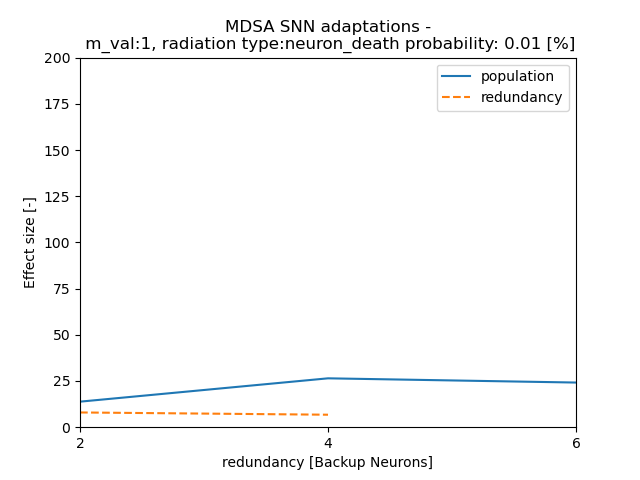 MDSA SNN adaptations -
m_val:1, radiation type:neuron_death probability: 0.01 [%]
200
175
150
125
100
75
50
25
0
Effect size [-]
population
redundancy
2
4
6
redundancy [Backup Neurons]